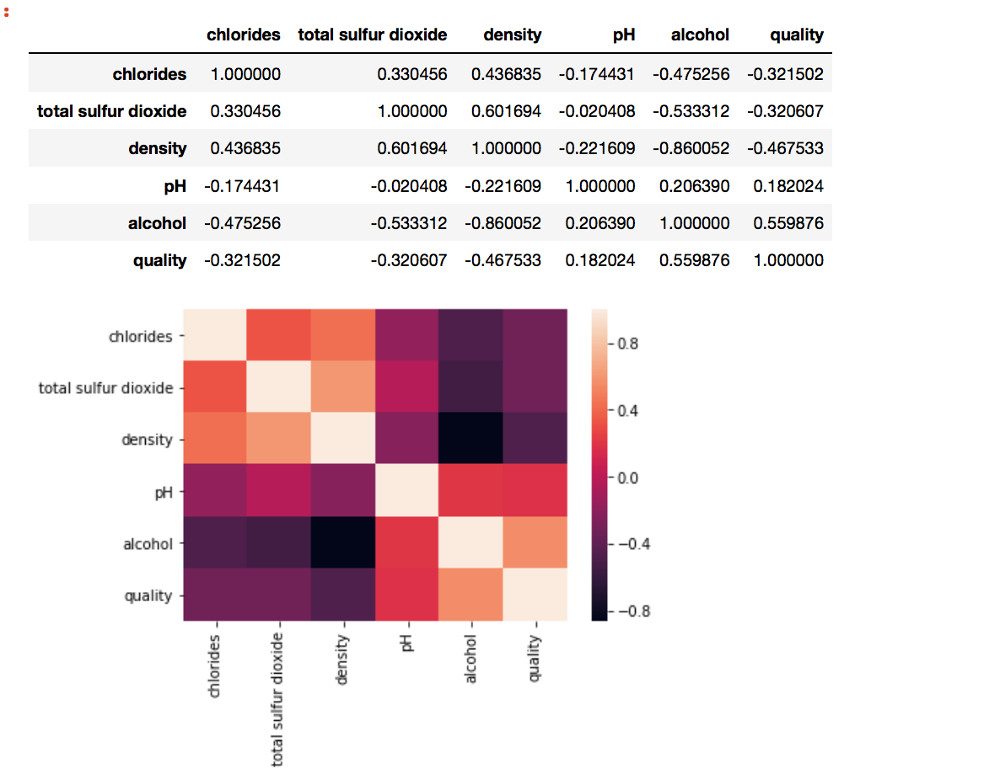 :
chlorides total sulfur dioxide density pH alcohol quality
chlorides 1.000000 0.330456 0.436835 -0.174431 -0.475256 -0.321502
total sulfur dioxide 0.330456 1.000000 0.601694 -0.020408 -0.533312 -0.320607
density 0.436835 0.601694 1.000000 -0.221609 -0.860052 -0.467533
pH -0.174431 -0.020408 -0.221609 1.000000 0.206390 0.182024
alcohol -0.475256 -0.533312 -0.860052 0.206390 1.000000 0.559876
quality -0.321502 -0.320607 -0.467533 0.182024 0.559876 1.000000
chlorides
total sulfur dioxide
density
pH
alcohol
quality
0.8
0.4
0.0
−0.4
−0.8
chlorides
total sulfur dioxide
density
pH
alcohol
quality